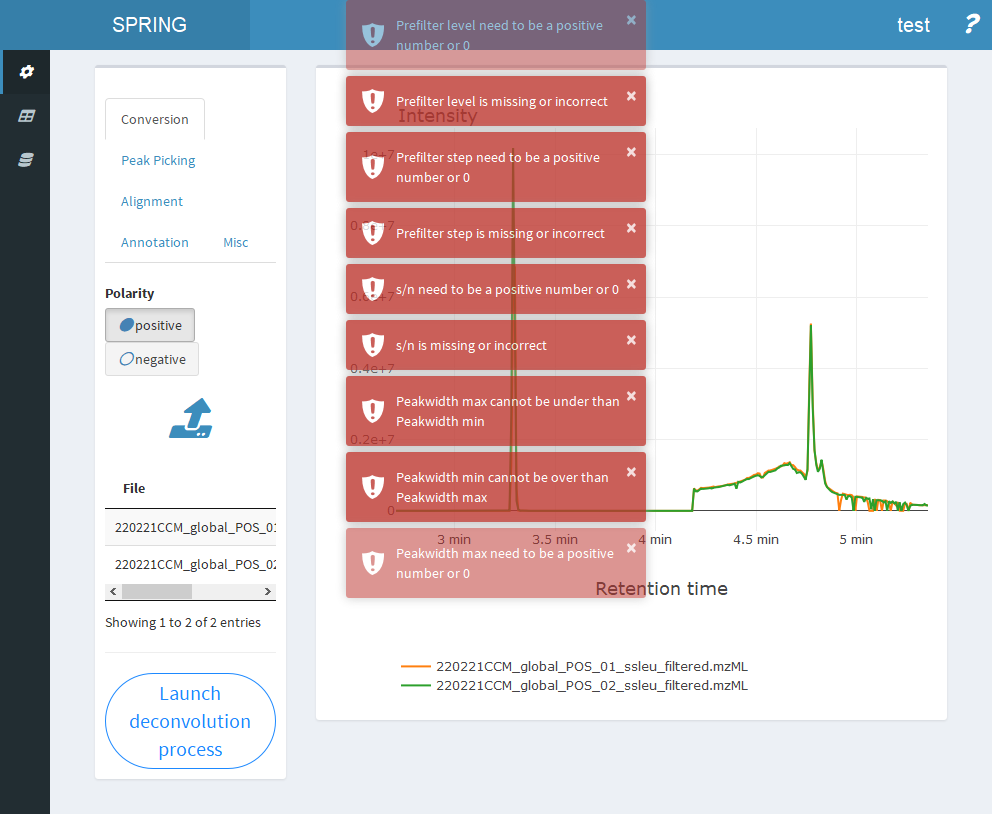 SPRING
test
?
Conversion
Peak Picking
Alignment
Annotation
Misc
Polarity
positive
negative
File
220221CCM_global_POS_01
220221CCM_global_POS_02
Showing 1 to 2 of 2 entries
Launch
deconvolution
process
Prefilter level need to be a positive
number or 0
×
Prefilter level is missing or incorrect
×
Prefilter step need to be a positive
number or 0
×
Prefilter step is missing or incorrect
×
s/n need to be a positive number or 0
×
s/n is missing or incorrect
×
Peakwidth max cannot be under than
Peakwidth min
×
Peakwidth min cannot be over than
Peakwidth max
×
Peakwidth max need to be a positive
number or 0
×
Intensity
1e+7
0.8e+7
0.6e+7
0.4e+7
0.2e+7
0
3 min
3.5 min
4 min
4.5 min
5 min
Retention time
220221CCM_global_POS_01_ssleu_filtered.mzML
220221CCM_global_POS_02_ssleu_filtered.mzML